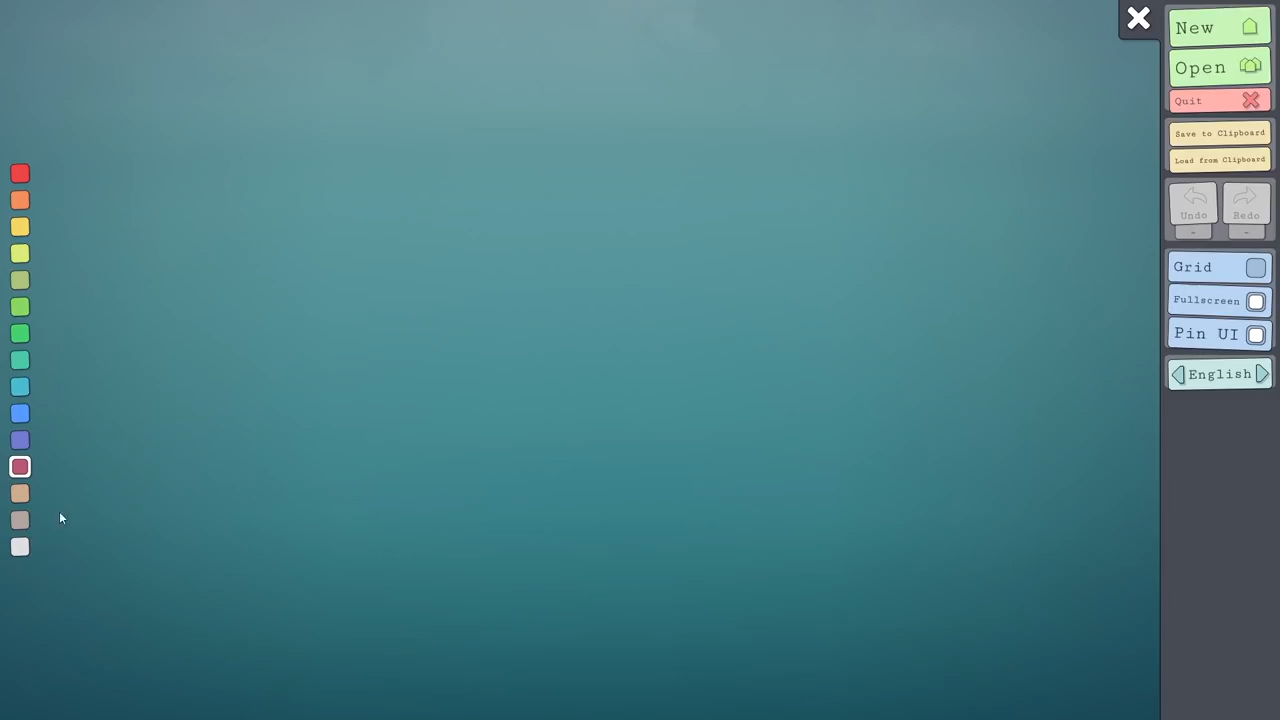 New
Open
Quit
Save to Clipboard
Load from Clipboard
Undo
Redo
-
-
Grid
Fullscreen
Pin UI
English